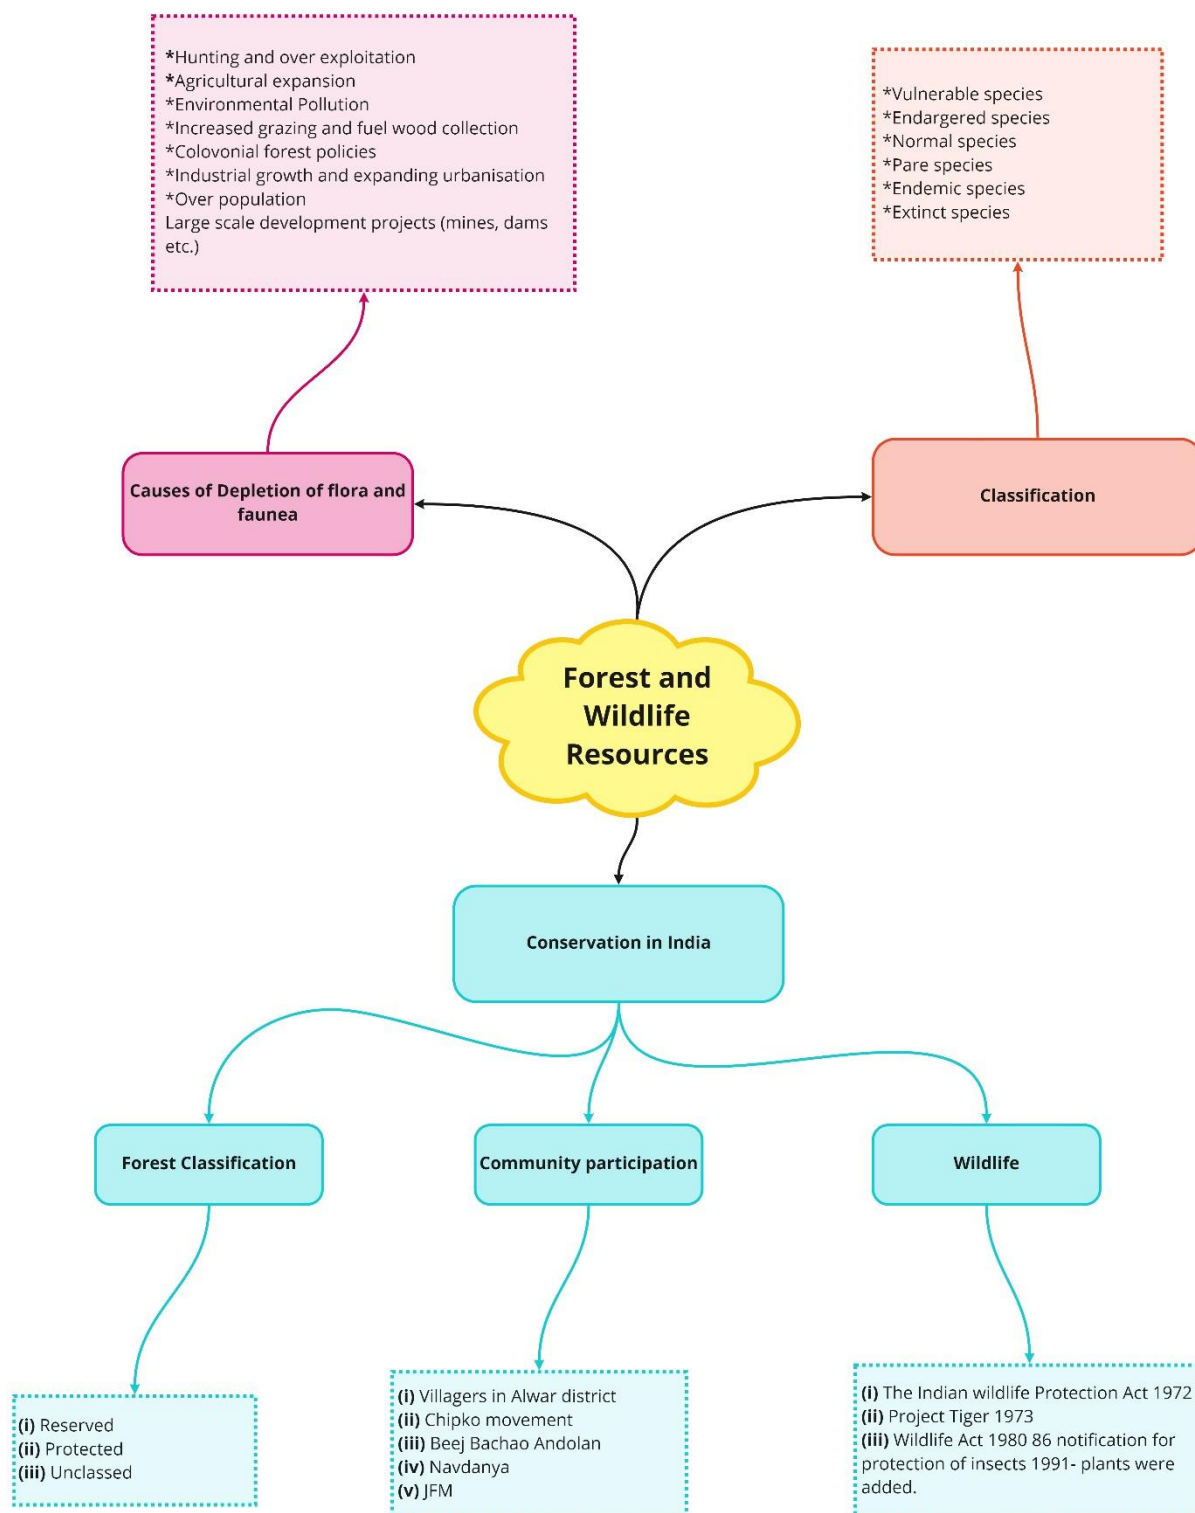 *Hunting and over exploitation
*Agricultural expansion
*Environmental Pollution
*Increased grazing and fuel wood collection
*Colovonial forest policies
*Industrial growth and expanding urbanisation
*Over population
Large scale development projects (mines, dams
etc.)
*Vulnerable species
*Endargered species
*Normal species
*Pare species
*Endemic species
*Extinct species
Causes of Depletion of flora and
faunea
Classification
Forest and
Wildlife
Resources
Conservation in India
Forest Classification
Community participation
Wildlife
(i) Reserved
(ii) Protected
(iii) Unclassed
(i) Villagers in Alwar district
(ii) Chipko movement
(iii) Beej Bachao Andolan
(iv) Navdanya
(v) JFM
(i) The Indian wildlife Protection Act 1972
(ii) Project Tiger 1973
(iii) Wildlife Act 1980 86 notification for
protection of insects 1991- plants were
added.